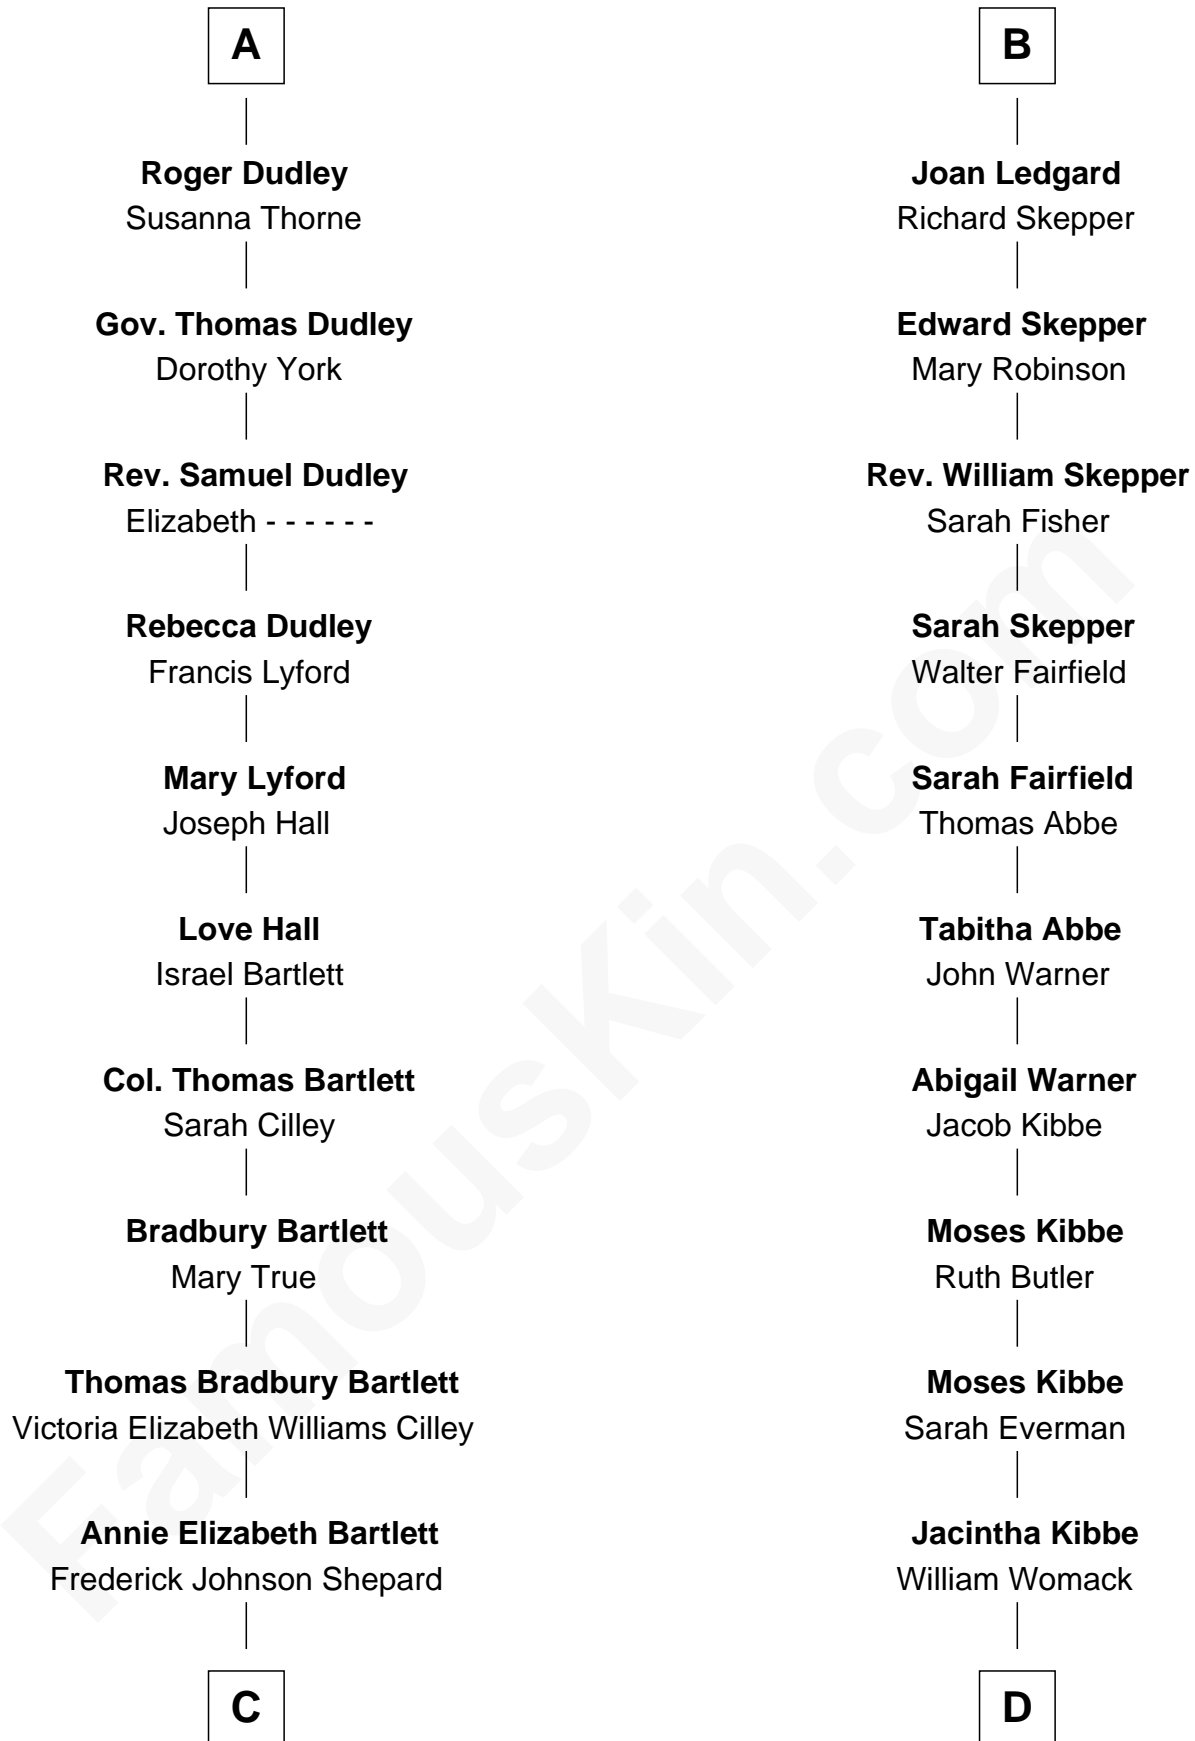 A
Roger Dudley
Susanna Thorne
Gov. Thomas Dudley
Dorothy York
Rev. Samuel Dudley
Elizabeth - - - - - -
Rebecca Dudley
Francis Lyford
Mary Lyford
Joseph Hall
Love Hall
Israel Bartlett
Col. Thomas Bartlett
Sarah Cilley
Bradbury Bartlett
Mary True
Thomas Bradbury Bartlett
Victoria Elizabeth Williams Cilley
Annie Elizabeth Bartlett
Frederick Johnson Shepard
C
B
Joan Ledgard
Richard Skepper
Edward Skepper
Mary Robinson
Rev. William Skepper
Sarah Fisher
Sarah Skepper
Walter Fairfield
Sarah Fairfield
Thomas Abbe
Tabitha Abbe
John Warner
Abigail Warner
Jacob Kibbe
Moses Kibbe
Ruth Butler
Moses Kibbe
Sarah Everman
Jacintha Kibbe
William Womack
D
FamousKin.com